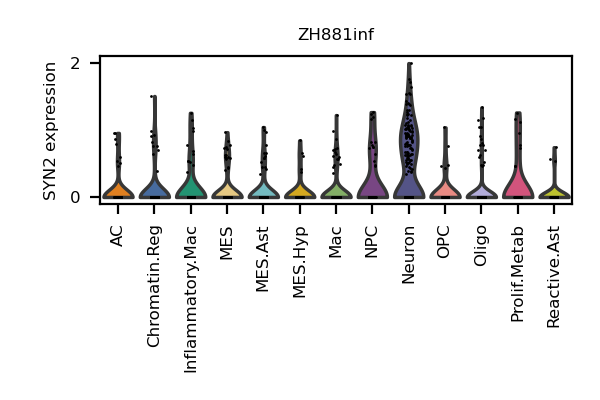 ZH881inf
SYN2 expression
2
0
AC
Chromatin.Reg
Inflammatory.Mac
MES
MES.Ast
MES.Hyp
Mac
NPC
Neuron
OPC
Oligo
Prolif.Metab
Reactive.Ast